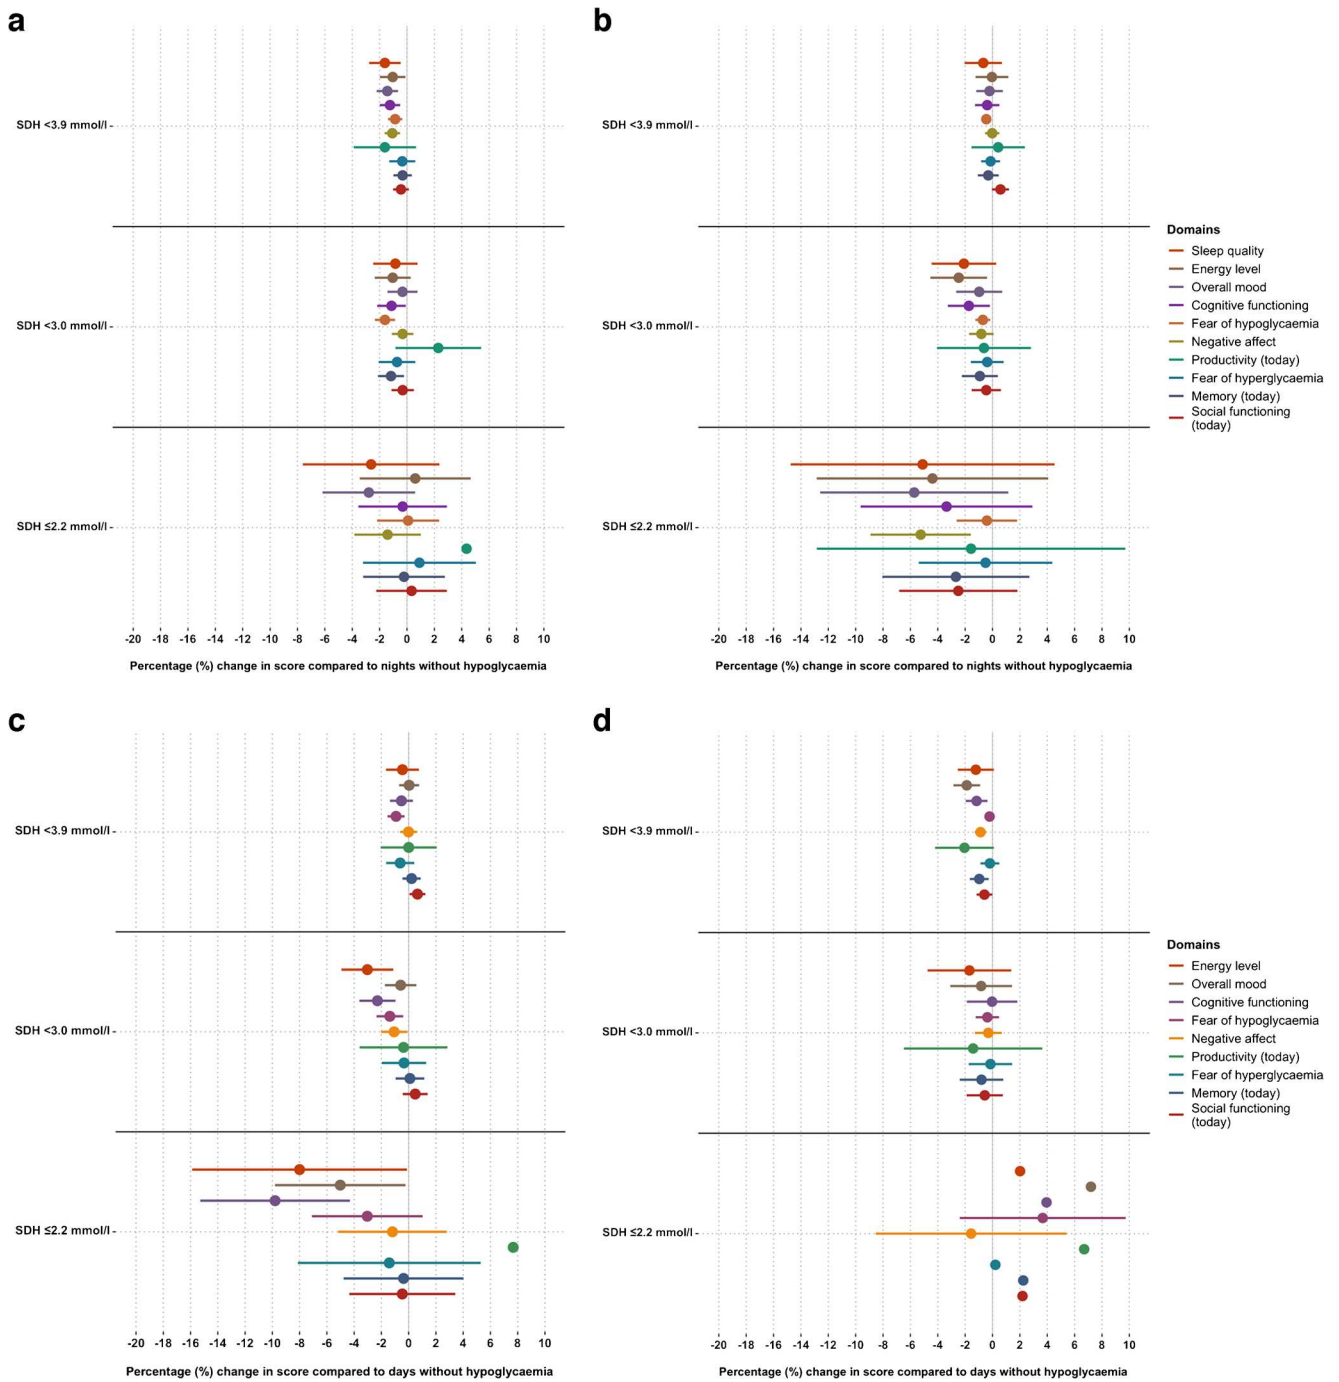 a
b
SDH <3.9 mmol/l
SDH <3.0 mmol/l
SDH ≤2.2 mmol/l
-20 -18 -16 -14 -12 -10 -8 -6 -4 -2 0 2 4 6 8 10
Percentage (%) change in score compared to nights without hypoglycaemia
SDH <3.9 mmol/l
SDH <3.0 mmol/l
SDH ≤2.2 mmol/l
-20 -18 -16 -14 -12 -10 -8 -6 -4 -2 0 2 4 6 8 10
Percentage (%) change in score compared to nights without hypoglycaemia
Domains
Sleep quality
Energy level
Overall mood
Cognitive functioning
Fear of hypoglycaemia
Negative affect
Productivity (today)
Fear of hyperglycaemia
Memory (today)
Social functioning
(today)
c
d
SDH <3.9 mmol/l
SDH <3.0 mmol/l
SDH ≤2.2 mmol/l
-20 -18 -16 -14 -12 -10 -8 -6 -4 -2 0 2 4 6 8 10
Percentage (%) change in score compared to days without hypoglycaemia
SDH <3.9 mmol/l
SDH <3.0 mmol/l
SDH ≤2.2 mmol/l
-20 -18 -16 -14 -12 -10 -8 -6 -4 -2 0 2 4 6 8 10
Percentage (%) change in score compared to days without hypoglycaemia
Domains
Energy level
Overall mood
Cognitive functioning
Fear of hypoglycaemia
Negative affect
Productivity (today)
Fear of hyperglycaemia
Memory (today)
Social functioning
(today)